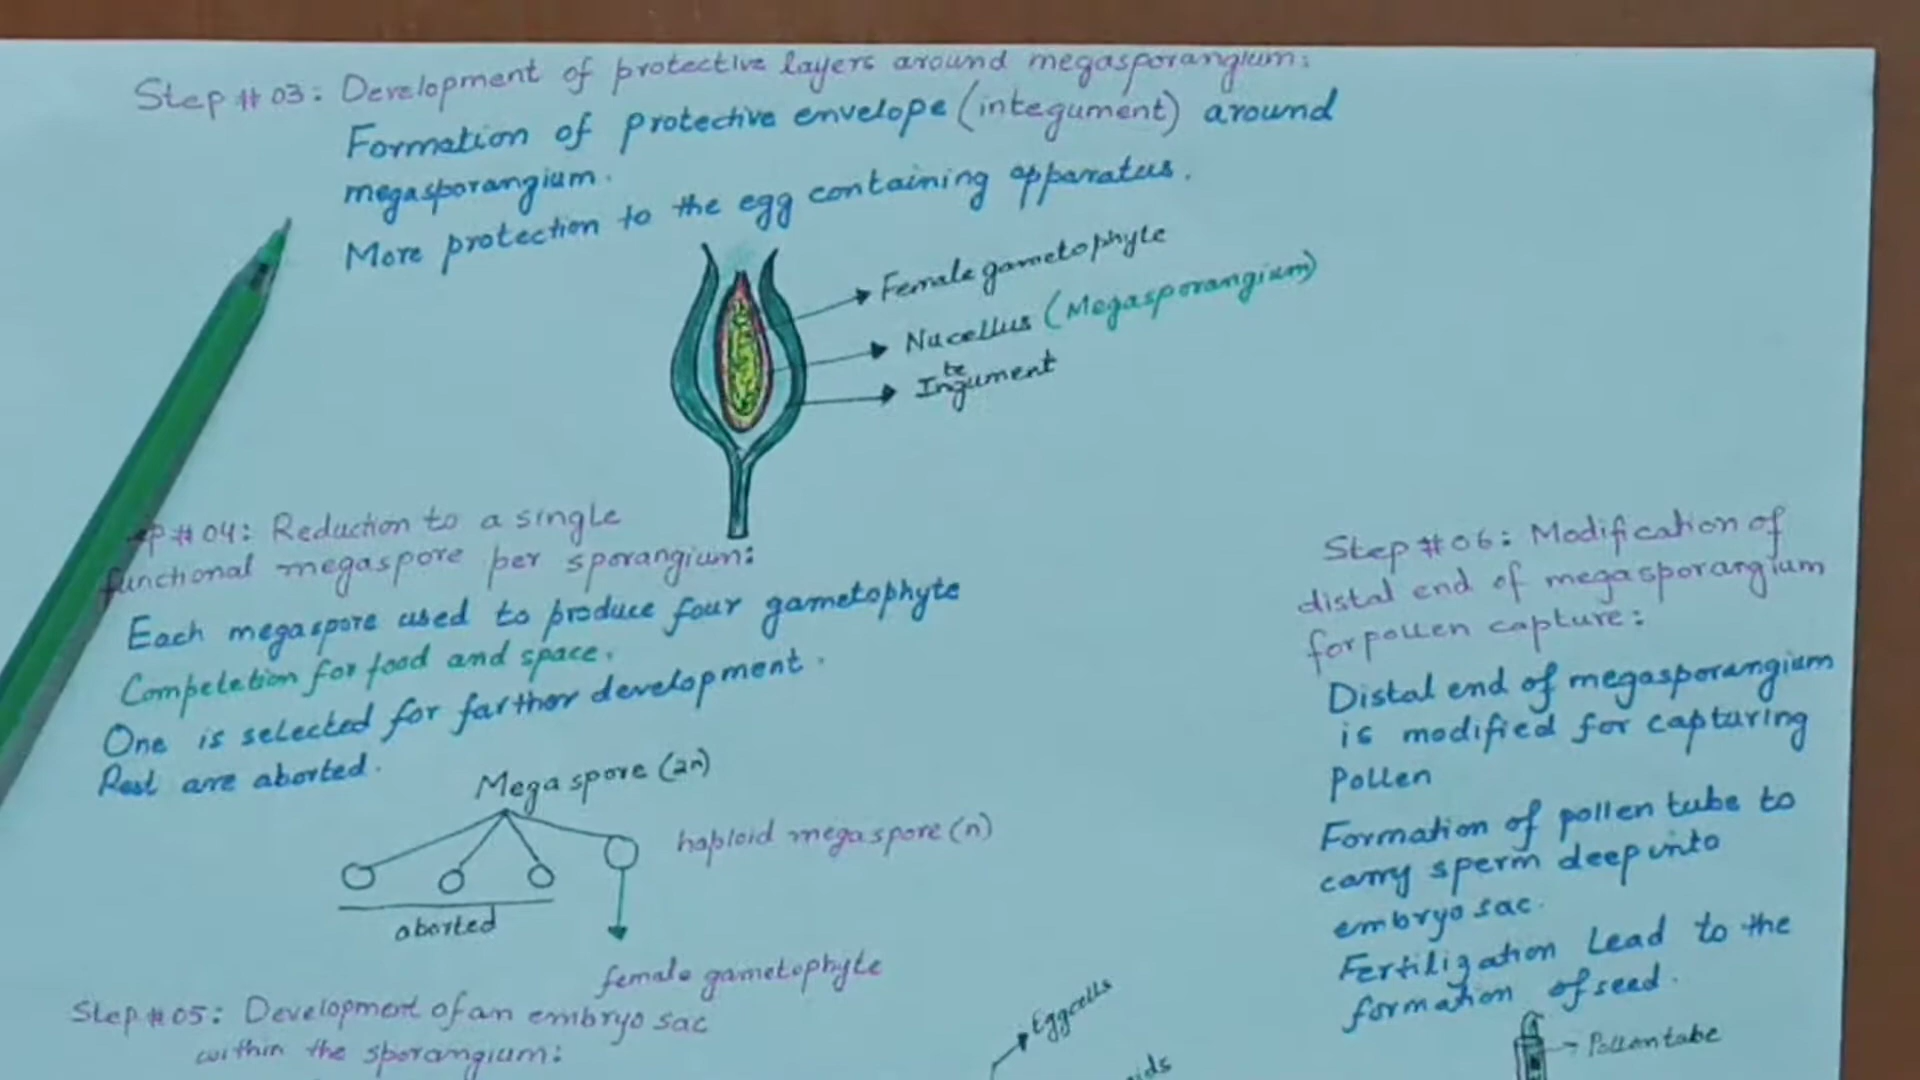 Step # 03: Development of protective layers around megasporangium:
Formation of protective envelope (integument) around
megasporangium.
More protection to the egg containing apparatus.
Female gametophyte
Nucellus (Megasporangium)
Integument
ep # 04: Reduction to a single
functional megaspore per sporangium:
Each megaspore used to produce four gametophyte
Competetion for food and space.
One is selected for farther development.
Rest are aborted.
Mega spore (2n)
haploid megaspore (n)
aborted
female gametophyte
Step # 05: Development of an embryo sac
within the sporangium:
Egg cells
ids
Step # 06: Modification of
distal end of megasporangium
for pollen capture:
Distal end of megasporangium
is modified for capturing
Pollen
Formation of pollen tube to
carry sperm deep into
embryo sac.
Fertilization Lead to the
formation of seed.
Pollen tube